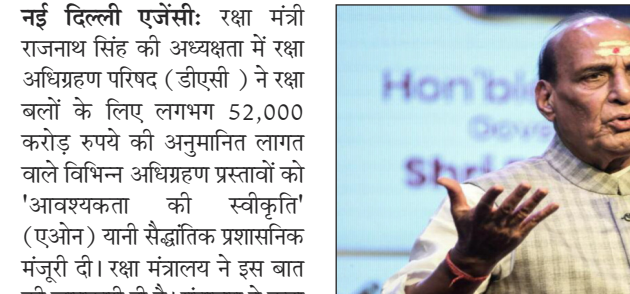 नई दिल्ली एजेंसीः रक्षा मंत्री
राजनाथ सिंह की अध्यक्षता में रक्षा
अधिग्रहण परिषद (डीएसी ) ने रक्षा
बलों के लिए लगभग 52,000
करोड़ रुपये की अनुमानित लागत
वाले विभिन्न अधिग्रहण प्रस्तावों को
'आवश्यकता की स्वीकृति'
(एओन) यानी सैद्धांतिक प्रशासनिक
मंजूरी दी। रक्षा मंत्रालय ने इस बात
Hon'ble
Shri